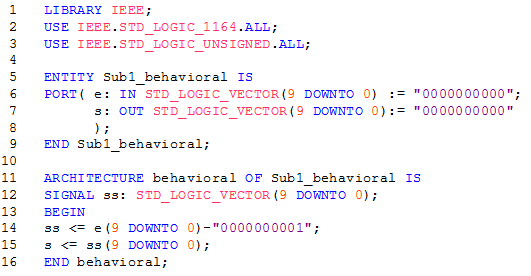 1 LIBRARY IEEE;
2 USE IEEE.STD_LOGIC_1164.ALL;
3 USE IEEE.STD_LOGIC_UNSIGNED.ALL;
4
5 ENTITY Sub1_behavioral IS
6 PORT( e: IN STD_LOGIC_VECTOR(9 DOWNTO 0) := "0000000000";
7 s: OUT STD_LOGIC_VECTOR(9 DOWNTO 0):= "0000000000"
8 );
9 END Sub1_behavioral;
10
11 ARCHITECTURE behavioral OF Sub1_behavioral IS
12 SIGNAL ss: STD_LOGIC_VECTOR(9 DOWNTO 0);
13 BEGIN
14 ss <= e(9 DOWNTO 0)-"0000000001";
15 s <= ss(9 DOWNTO 0);
16 END behavioral;